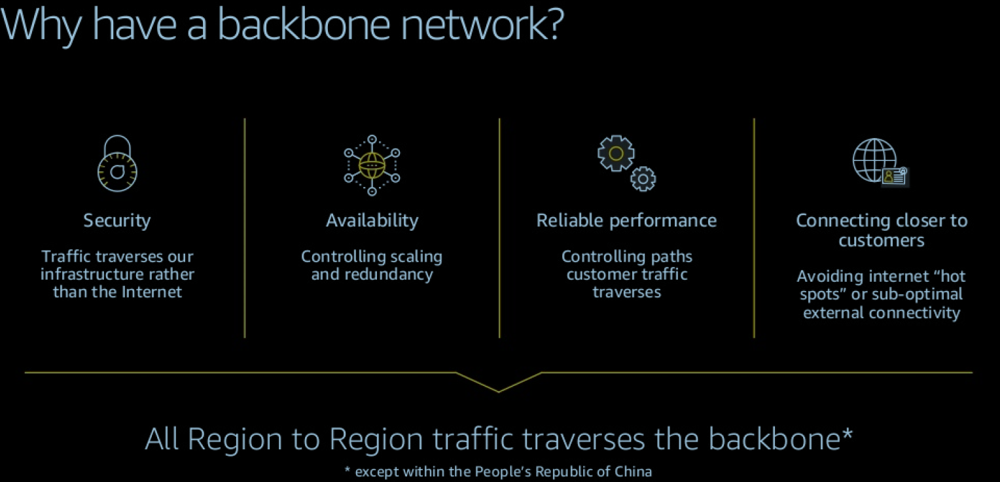 Why have a backbone network?
Security
Traffic traverses our
infrastructure rather
than the Internet
Availability
Controlling scaling
and redundancy
Reliable performance
Controlling paths
customer traffic
traverses
Connecting closer to
customers
Avoiding internet “hot
spots” or sub-optimal
external connectivity
All Region to Region traffic traverses the backbone*
* except within the People’s Republic of China